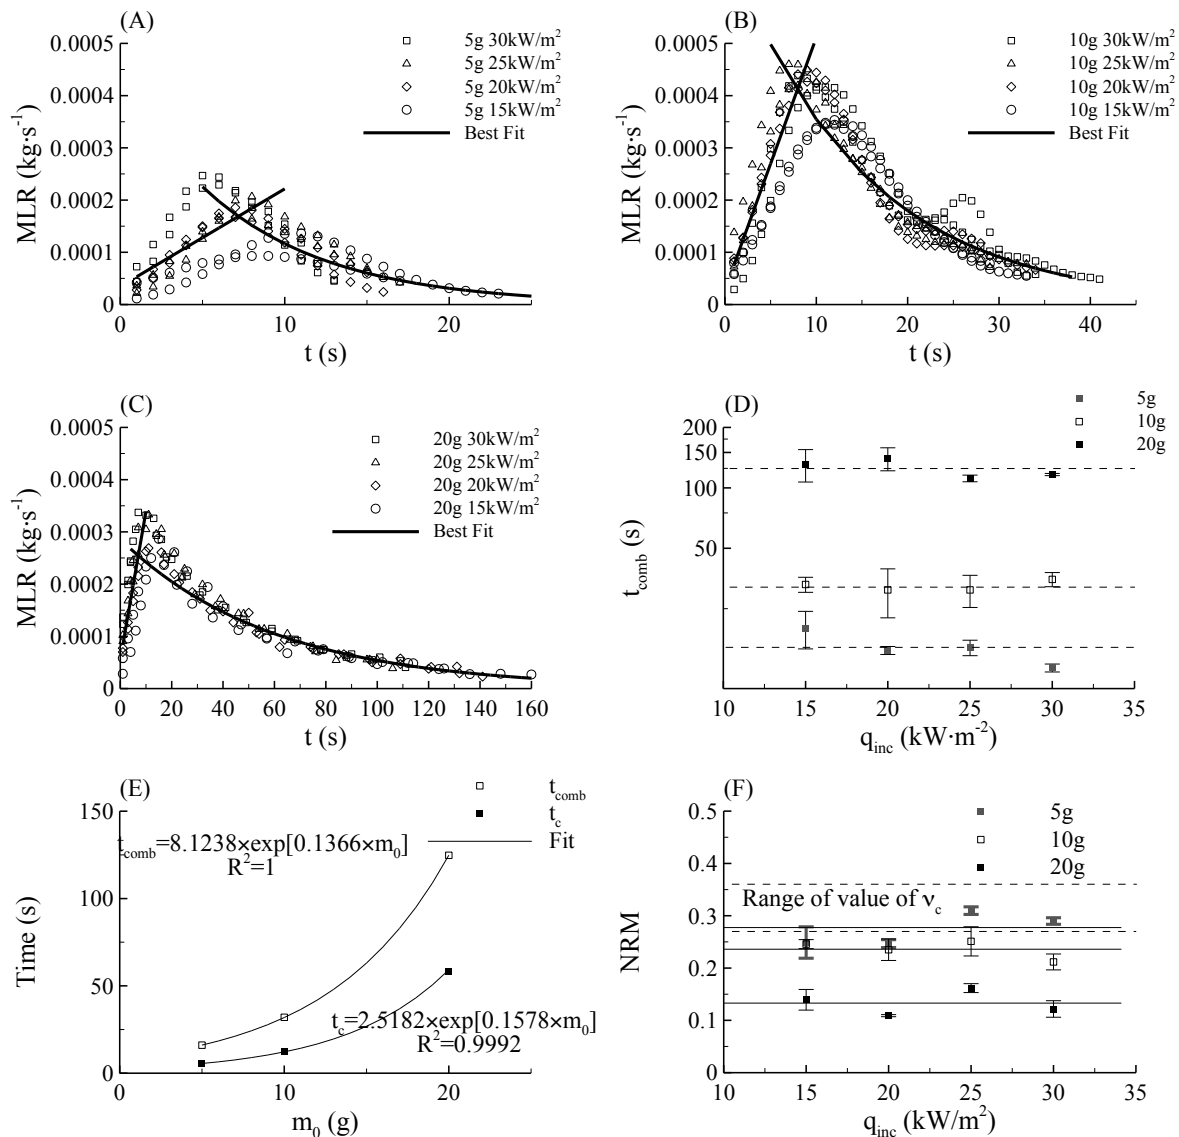 (A)
5g 30kW/m²
5g 25kW/m²
5g 20kW/m²
5g 15kW/m²
Best Fit
MLR (kg·s⁻¹)
0.0005
0.0004
0.0003
0.0002
0.0001
0
0 10 20
t (s)
(B)
10g 30kW/m²
10g 25kW/m²
10g 20kW/m²
10g 15kW/m²
Best Fit
MLR (kg·s⁻¹)
0.0005
0.0004
0.0003
0.0002
0.0001
0
0 10 20 30 40
t (s)
(C)
20g 30kW/m²
20g 25kW/m²
20g 20kW/m²
20g 15kW/m²
Best Fit
MLR (kg·s⁻¹)
0.0005
0.0004
0.0003
0.0002
0.0001
0
0 20 40 60 80 100 120 140 160
t (s)
(D)
5g
10g
20g
t_comb (s)
200
150
100
50
10 15 20 25 30 35
q_inc (kW·m⁻²)
(E)
t_comb
t_c
Fit
t_comb=8.1238×exp[0.1366×m₀]
R²=1
t_c=2.5182×exp[0.1578×m₀]
R²=0.9992
Time (s)
150
100
50
0
0 10 20
m₀ (g)
(F)
5g
10g
20g
Range of value of ν_c
NRM
0.5
0.4
0.3
0.2
0.1
0
10 15 20 25 30 35
q_inc (kW/m²)